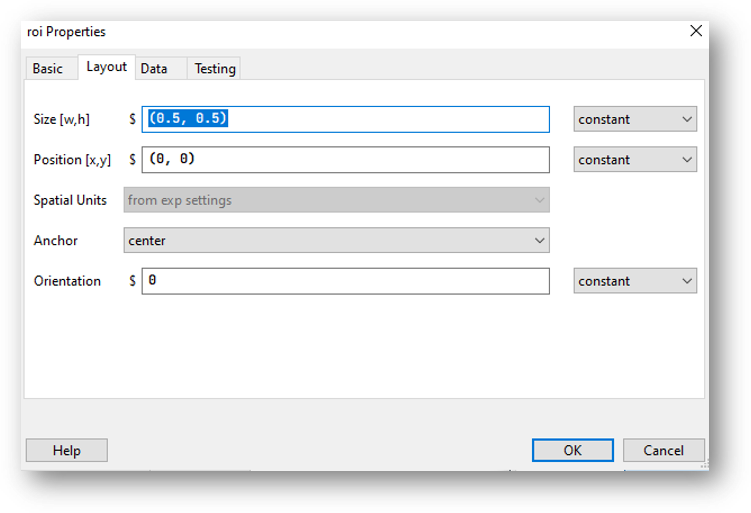 roi Properties
Basic Layout Data Testing
Size [w,h] $ (0.5, 0.5) constant
Position [x,y] $ (0, 0) constant
Spatial Units from exp settings
Anchor center
Orientation $ 0 constant
Help OK Cancel